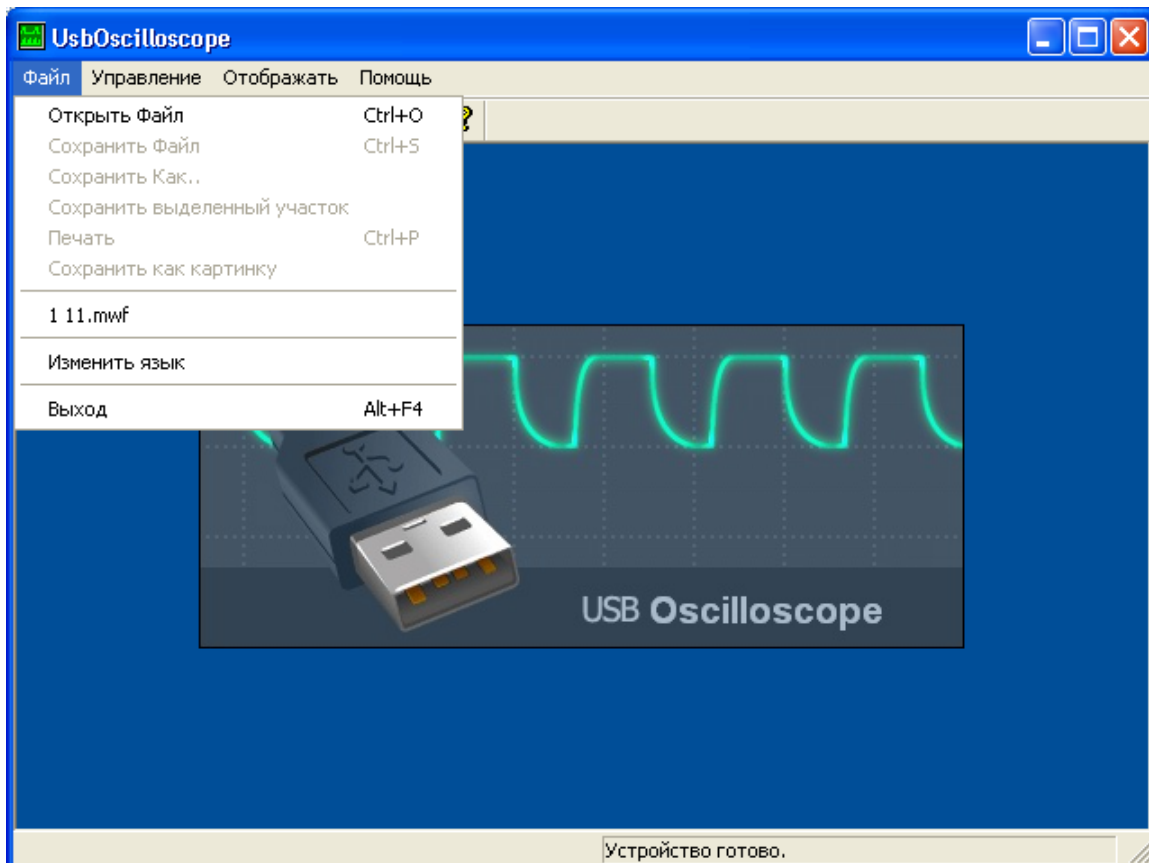 UsbOscilloscope
Файл Управление Отображать Помощь
Открыть Файл Ctrl+O
Сохранить Файл Ctrl+S
Сохранить Как..
Сохранить выделенный участок
Печать Ctrl+P
Сохранить как картинку
1 11.mwf
Изменить язык
Выход Alt+F4
USB Oscilloscope
Устройство готово.